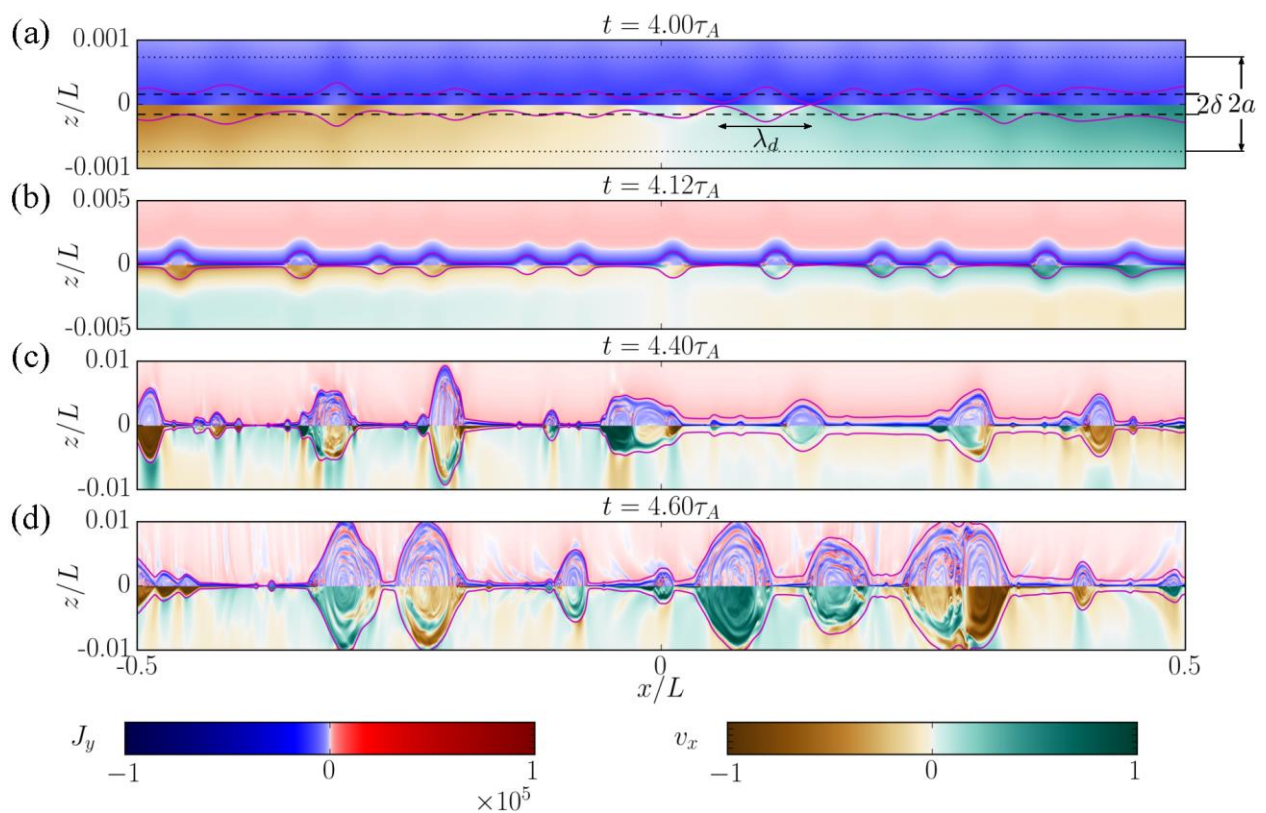 (a)
t = 4.00τ_A
0.001
0
-0.001
z/L
λ_d
2δ 2a
(b)
t = 4.12τ_A
0.005
0
-0.005
z/L
(c)
t = 4.40τ_A
0.01
0
-0.01
z/L
(d)
t = 4.60τ_A
0.01
0
-0.01
z/L
-0.5 0 0.5
x/L
J_y
−1 0 1
×10^5
v_x
−1 0 1